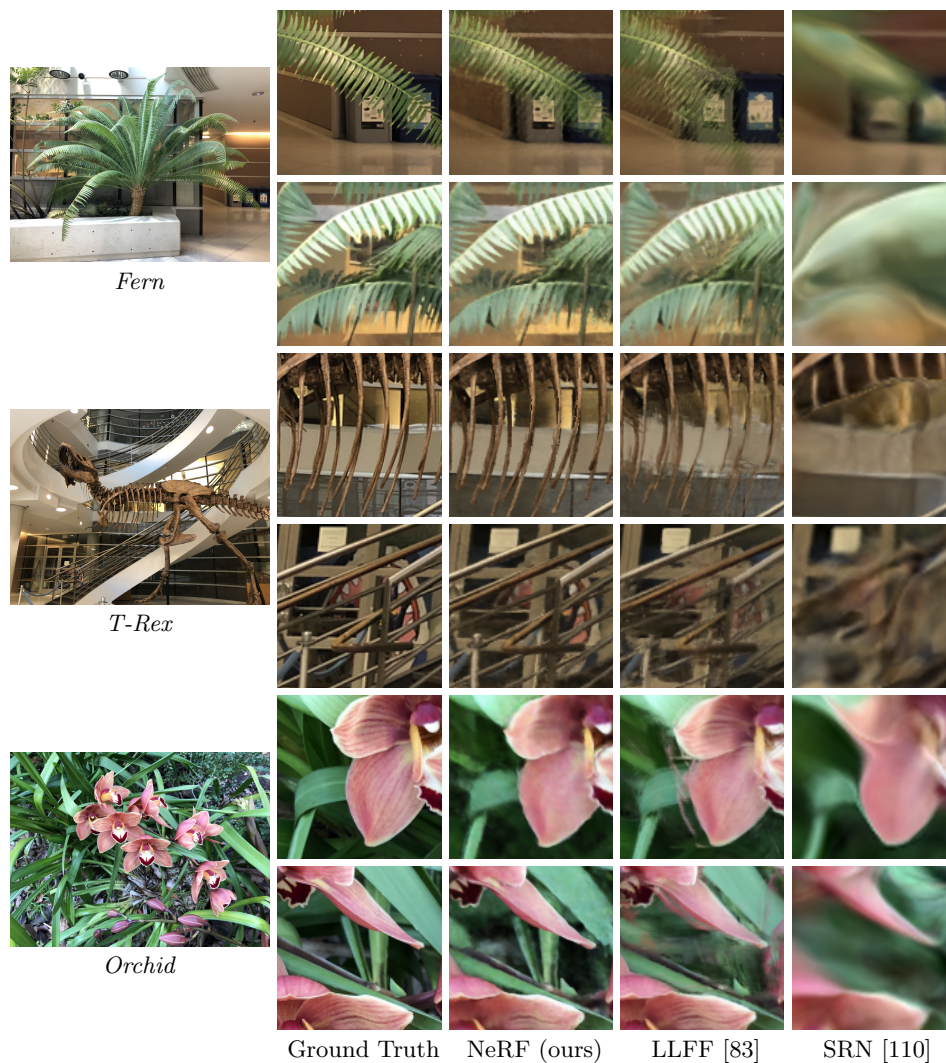 Fern
T-Rex
Orchid
Ground Truth NeRF (ours) LLFF [83] SRN [110]